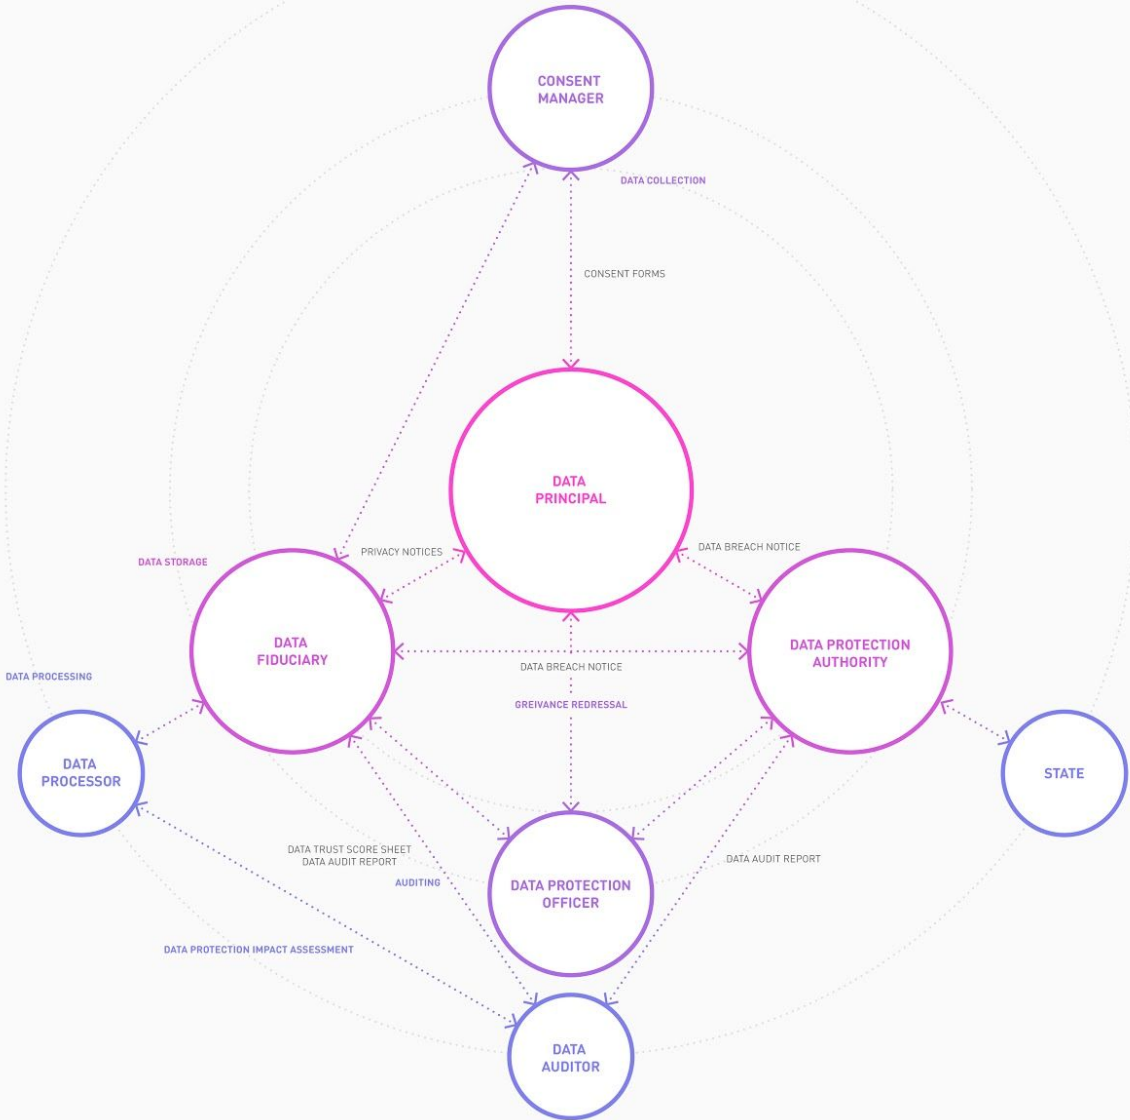 CONSENT
MANAGER
DATA COLLECTION
CONSENT FORMS
DATA
PRINCIPAL
PRIVACY NOTICES
DATA BREACH NOTICE
DATA STORAGE
DATA
FIDUCIARY
DATA PROTECTION
AUTHORITY
DATA BREACH NOTICE
DATA PROCESSING
GREIVANCE REDRESSAL
DATA
PROCESSOR
STATE
DATA TRUST SCORE SHEET
DATA AUDIT REPORT
DATA AUDIT REPORT
AUDITING
DATA PROTECTION
OFFICER
DATA PROTECTION IMPACT ASSESSMENT
DATA
AUDITOR